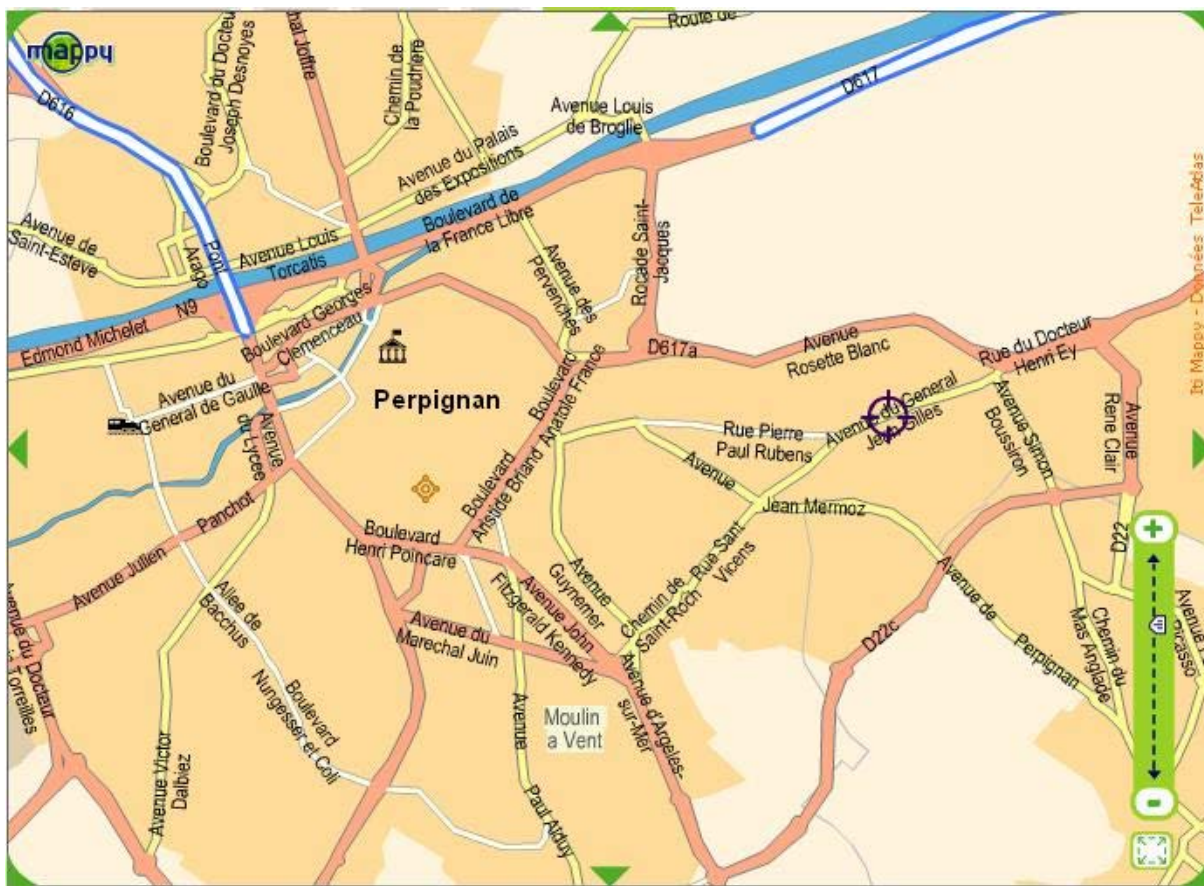 mappy
D616
Boulevard du Docteur
Joseph Desnoyes
hat Joffre
Chemin de
la Poudriere
Route de
Avenue Louis
de Broglie
D617
Avenue du Palais
des Expositions
Boulevard de
la France Libre
Avenue de
Saint-Esteve
Arago
Pont
Avenue Louis
Torcatis
N9
Edmond Michelet
Boulevard Georges
Clemenceau
Avenue des
Pervenches
Rocade Saint-
Jacques
D617a
Avenue
Rosette Blanc
Rue du Docteur
Henri Ey
Avenue du
General de Gaulle
Perpignan
Avenue
du Lycee
Boulevard
Anatole France
Boulevard
Aristide Briand
Rue Pierre
Paul Rubens
Avenue du General
Jean Gilles
Avenue Simon
Boussiron
Avenue
Rene Clair
Avenue
Jean Mermoz
Panchot
Avenue Julien
Boulevard
Henri Poincare
Rue Sant
Vicens
Chemin de
Saint-Roch
Avenue
Guynemer
D22
Avenue de
Perpignan
Allee de
Bacchus
Avenue John
Fitzgerald Kennedy
Avenue du
Marechal Juin
D22c
Chemin du
Mas Anglade
Avenue du Docteur
Torreilles
Boulevard
Nungesser et Coli
Avenue
Paul Alduy
Moulin
a Vent
Avenue d'Argeles-
sur-Mer
Avenue Victor
Dalbiez
Mappy - Données TeleAtlas